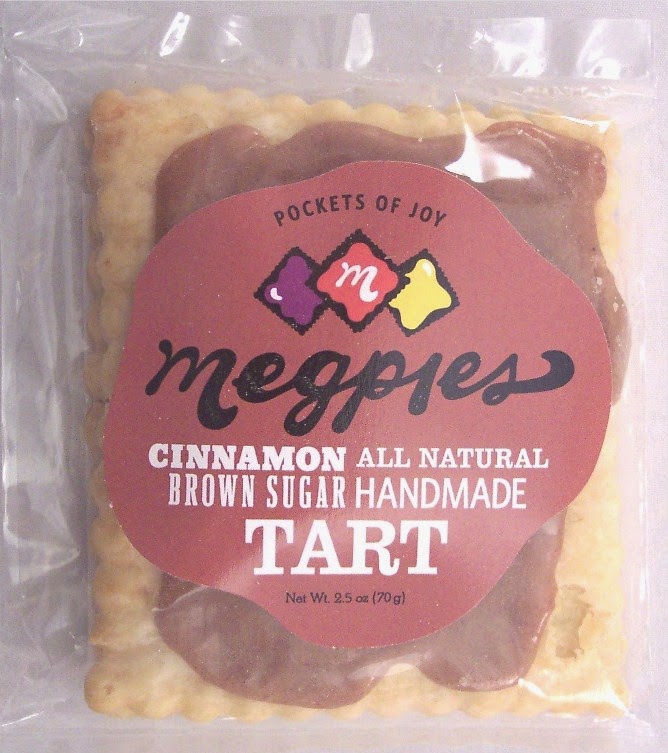 POCKETS OF JOY
m
megpies
CINNAMON ALL NATURAL
BROWN SUGAR HANDMADE
TART
Net Wt. 2.5 oz (70g)